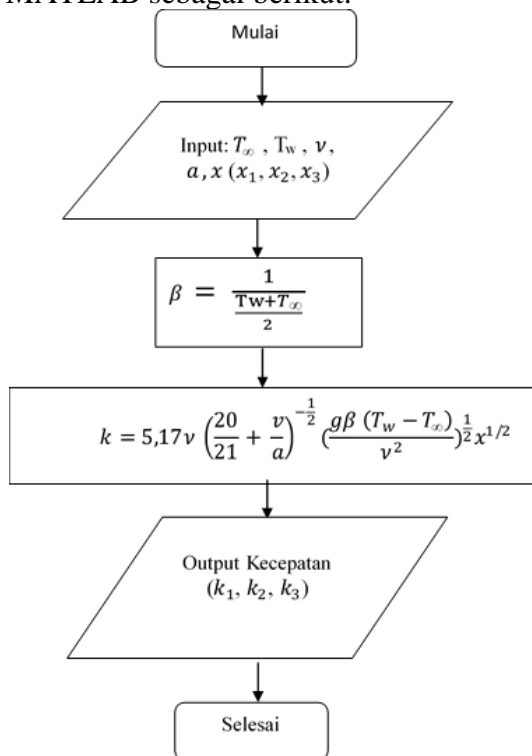 MATLAB sebagai berikut:
Mulai
Input: T∞ , Tw , ν,
a, x (x₁, x₂, x₃)
β = 1 / ((Tw+T∞)/2)
k = 5,17ν (20/21 + ν/a)^(-1/2) (gβ (Tw − T∞)/ν²)^(1/2) x^(1/2)
Output Kecepatan
(k₁, k₂, k₃)
Selesai